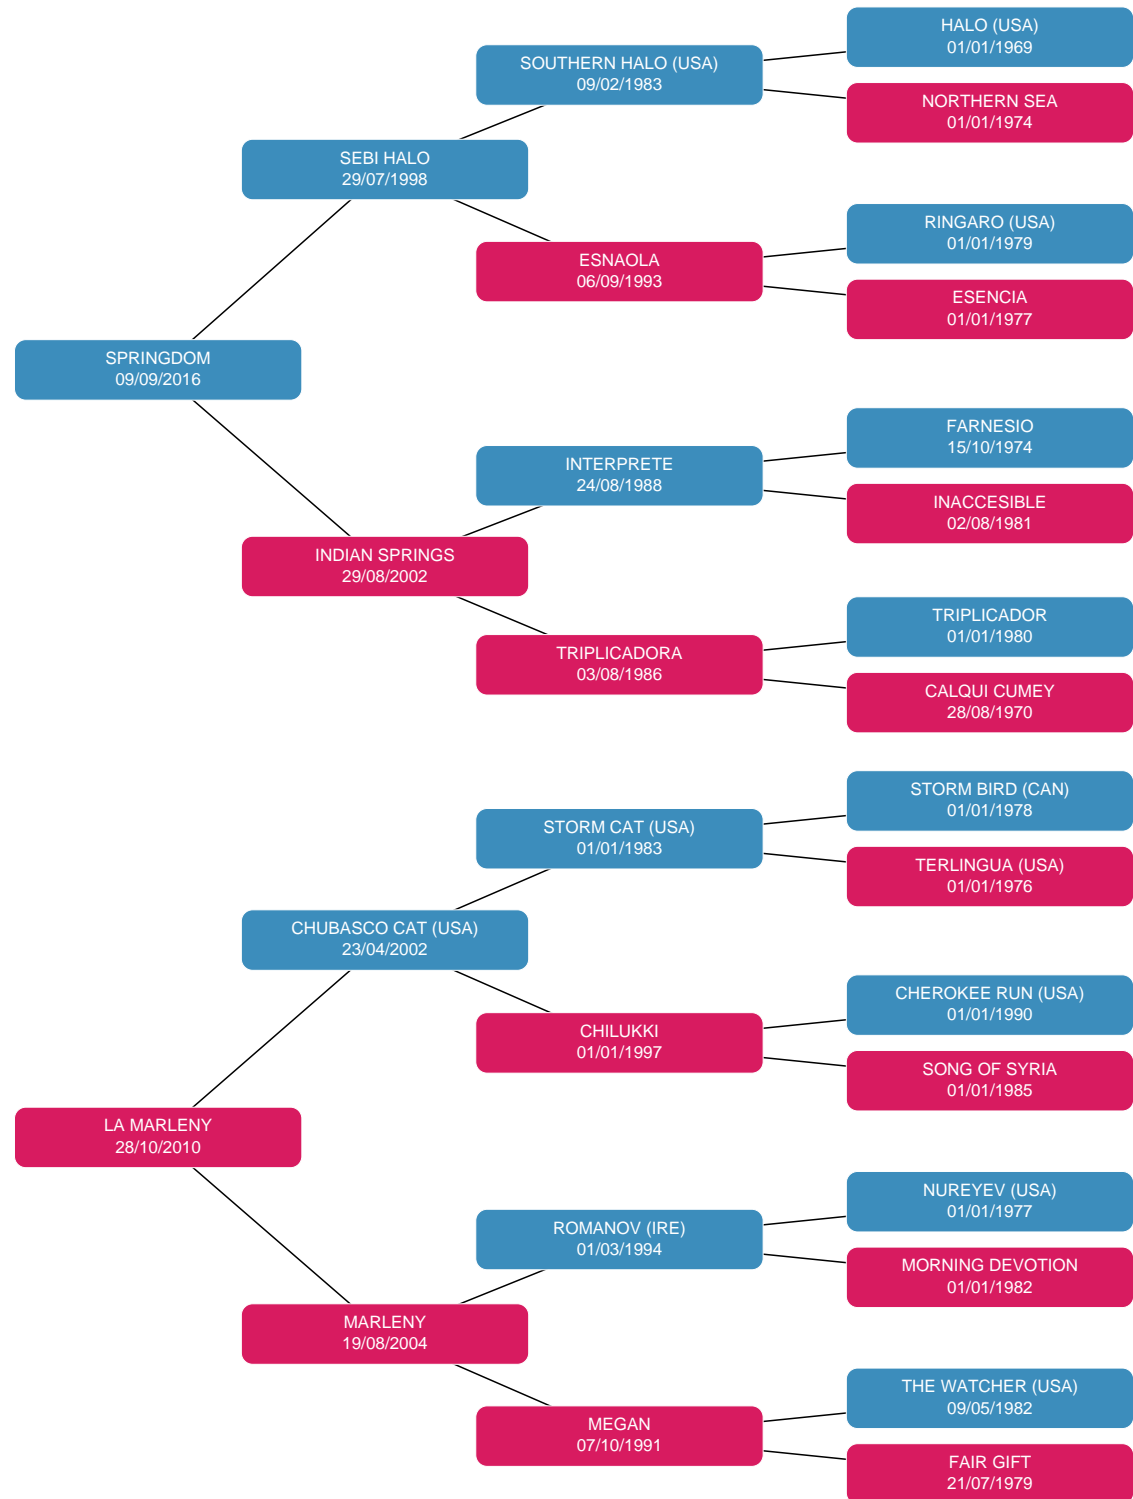 HALO (USA)
01/01/1969
SOUTHERN HALO (USA)
09/02/1983
NORTHERN SEA
01/01/1974
SEBI HALO
29/07/1998
RINGARO (USA)
01/01/1979
ESNAOLA
06/09/1993
ESENCIA
01/01/1977
SPRINGDOM
09/09/2016
FARNESIO
15/10/1974
INTERPRETE
24/08/1988
INACCESIBLE
02/08/1981
INDIAN SPRINGS
29/08/2002
TRIPLICADOR
01/01/1980
TRIPLICADORA
03/08/1986
CALQUI CUMEY
28/08/1970
STORM BIRD (CAN)
01/01/1978
STORM CAT (USA)
01/01/1983
TERLINGUA (USA)
01/01/1976
CHUBASCO CAT (USA)
23/04/2002
CHEROKEE RUN (USA)
01/01/1990
CHILUKKI
01/01/1997
SONG OF SYRIA
01/01/1985
LA MARLENY
28/10/2010
NUREYEV (USA)
01/01/1977
ROMANOV (IRE)
01/03/1994
MORNING DEVOTION
01/01/1982
MARLENY
19/08/2004
THE WATCHER (USA)
09/05/1982
MEGAN
07/10/1991
FAIR GIFT
21/07/1979